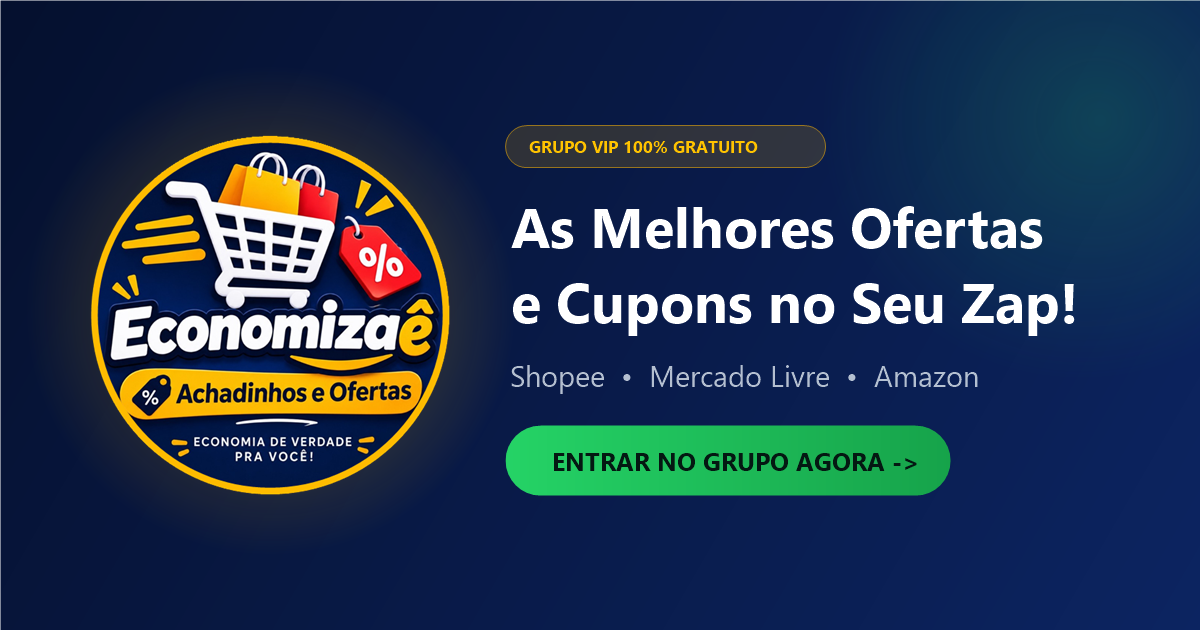 %
Economizaê
% Achadinhos e Ofertas
ECONOMIA DE VERDADE
PRA VOCÊ!
GRUPO VIP 100% GRATUITO
As Melhores Ofertas
e Cupons no Seu Zap!
Shopee • Mercado Livre • Amazon
ENTRAR NO GRUPO AGORA ->